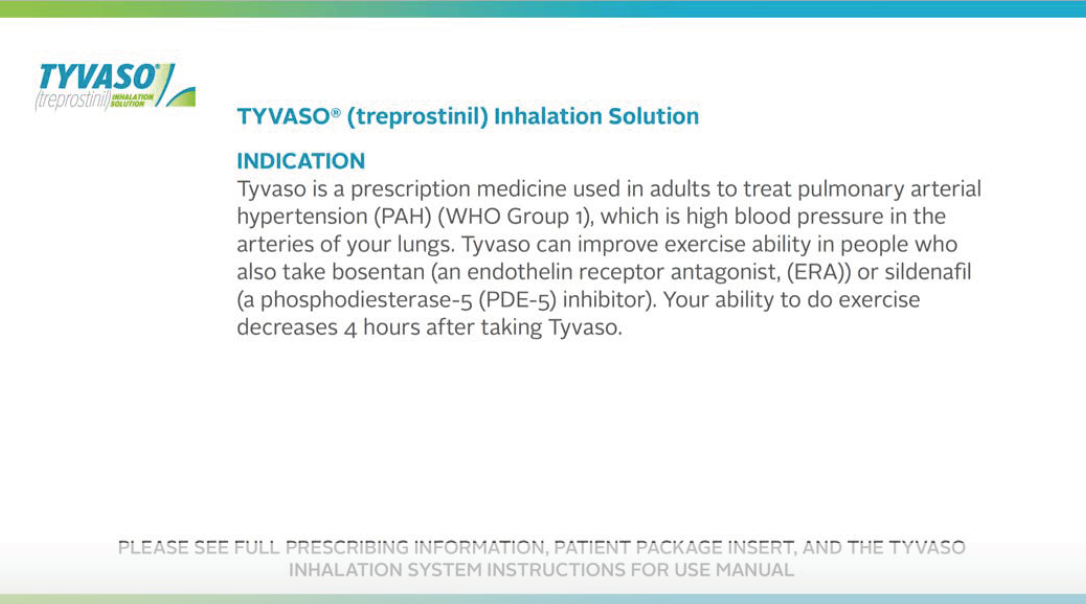 TYVASO®
(treprostinil) INHALATION SOLUTION
TYVASO® (treprostinil) Inhalation Solution
INDICATION
Tyvaso is a prescription medicine used in adults to treat pulmonary arterial
hypertension (PAH) (WHO Group 1), which is high blood pressure in the
arteries of your lungs. Tyvaso can improve exercise ability in people who
also take bosentan (an endothelin receptor antagonist, (ERA)) or sildenafil
(a phosphodiesterase-5 (PDE-5) inhibitor). Your ability to do exercise
decreases 4 hours after taking Tyvaso.
PLEASE SEE FULL PRESCRIBING INFORMATION, PATIENT PACKAGE INSERT, AND THE TYVASO
INHALATION SYSTEM INSTRUCTIONS FOR USE MANUAL